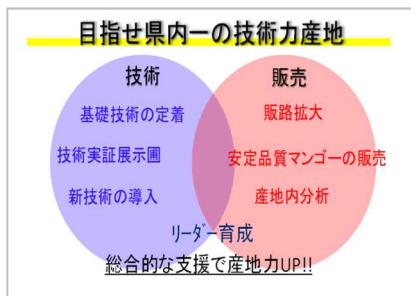 目指せ県内一の技術力産地
技術
販売
基礎技術の定着
技術実証展示圃
新技術の導入
販路拡大
安定品質マンゴーの販売
産地内分析
リーダー育成
総合的な支援で産地力UP!!